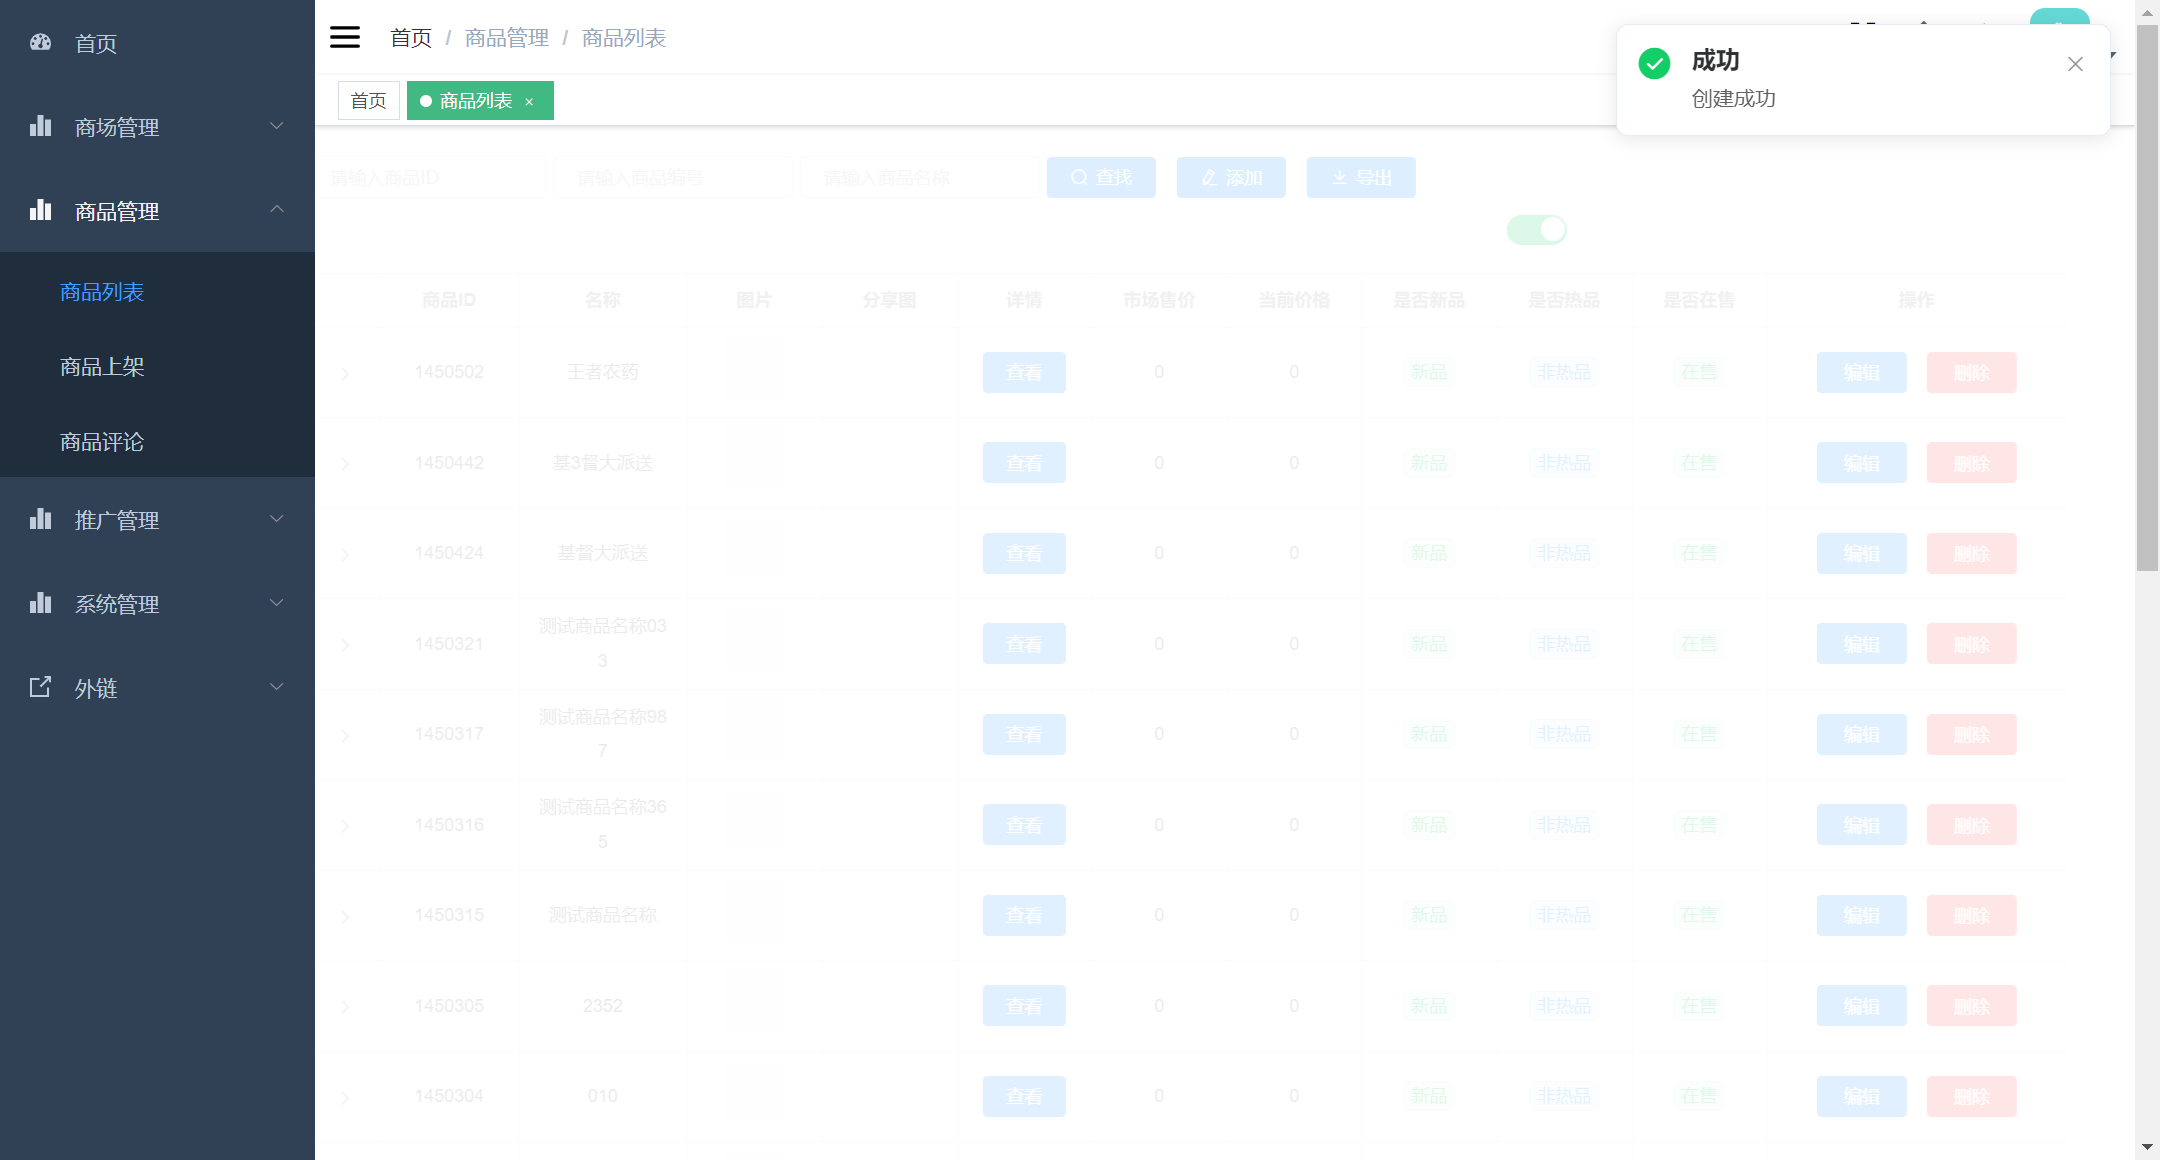 首页
商场管理
商品管理
商品列表
商品上架
商品评论
推广管理
系统管理
外链
首页 / 商品管理 / 商品列表
首页 商品列表 ×
成功
创建成功
请输入商品ID 请输入商品编号 请输入商品名称 查找 添加 导出
商品ID 名称 图片 分享图 详情 市场售价 当前价格 是否新品 是否热品 是否在售 操作
1450502 王者农药 查看 0 0 新品 非热品 在售 编辑 删除
1450442 基3督大派送 查看 0 0 新品 非热品 在售 编辑 删除
1450424 基督大派送 查看 0 0 新品 非热品 在售 编辑 删除
1450321 测试商品名称03
3 查看 0 0 新品 非热品 在售 编辑 删除
1450317 测试商品名称98
7 查看 0 0 新品 非热品 在售 编辑 删除
1450316 测试商品名称36
5 查看 0 0 新品 非热品 在售 编辑 删除
1450315 测试商品名称 查看 0 0 新品 非热品 在售 编辑 删除
1450305 2352 查看 0 0 新品 非热品 在售 编辑 删除
1450304 010 查看 0 0 新品 非热品 在售 编辑 删除